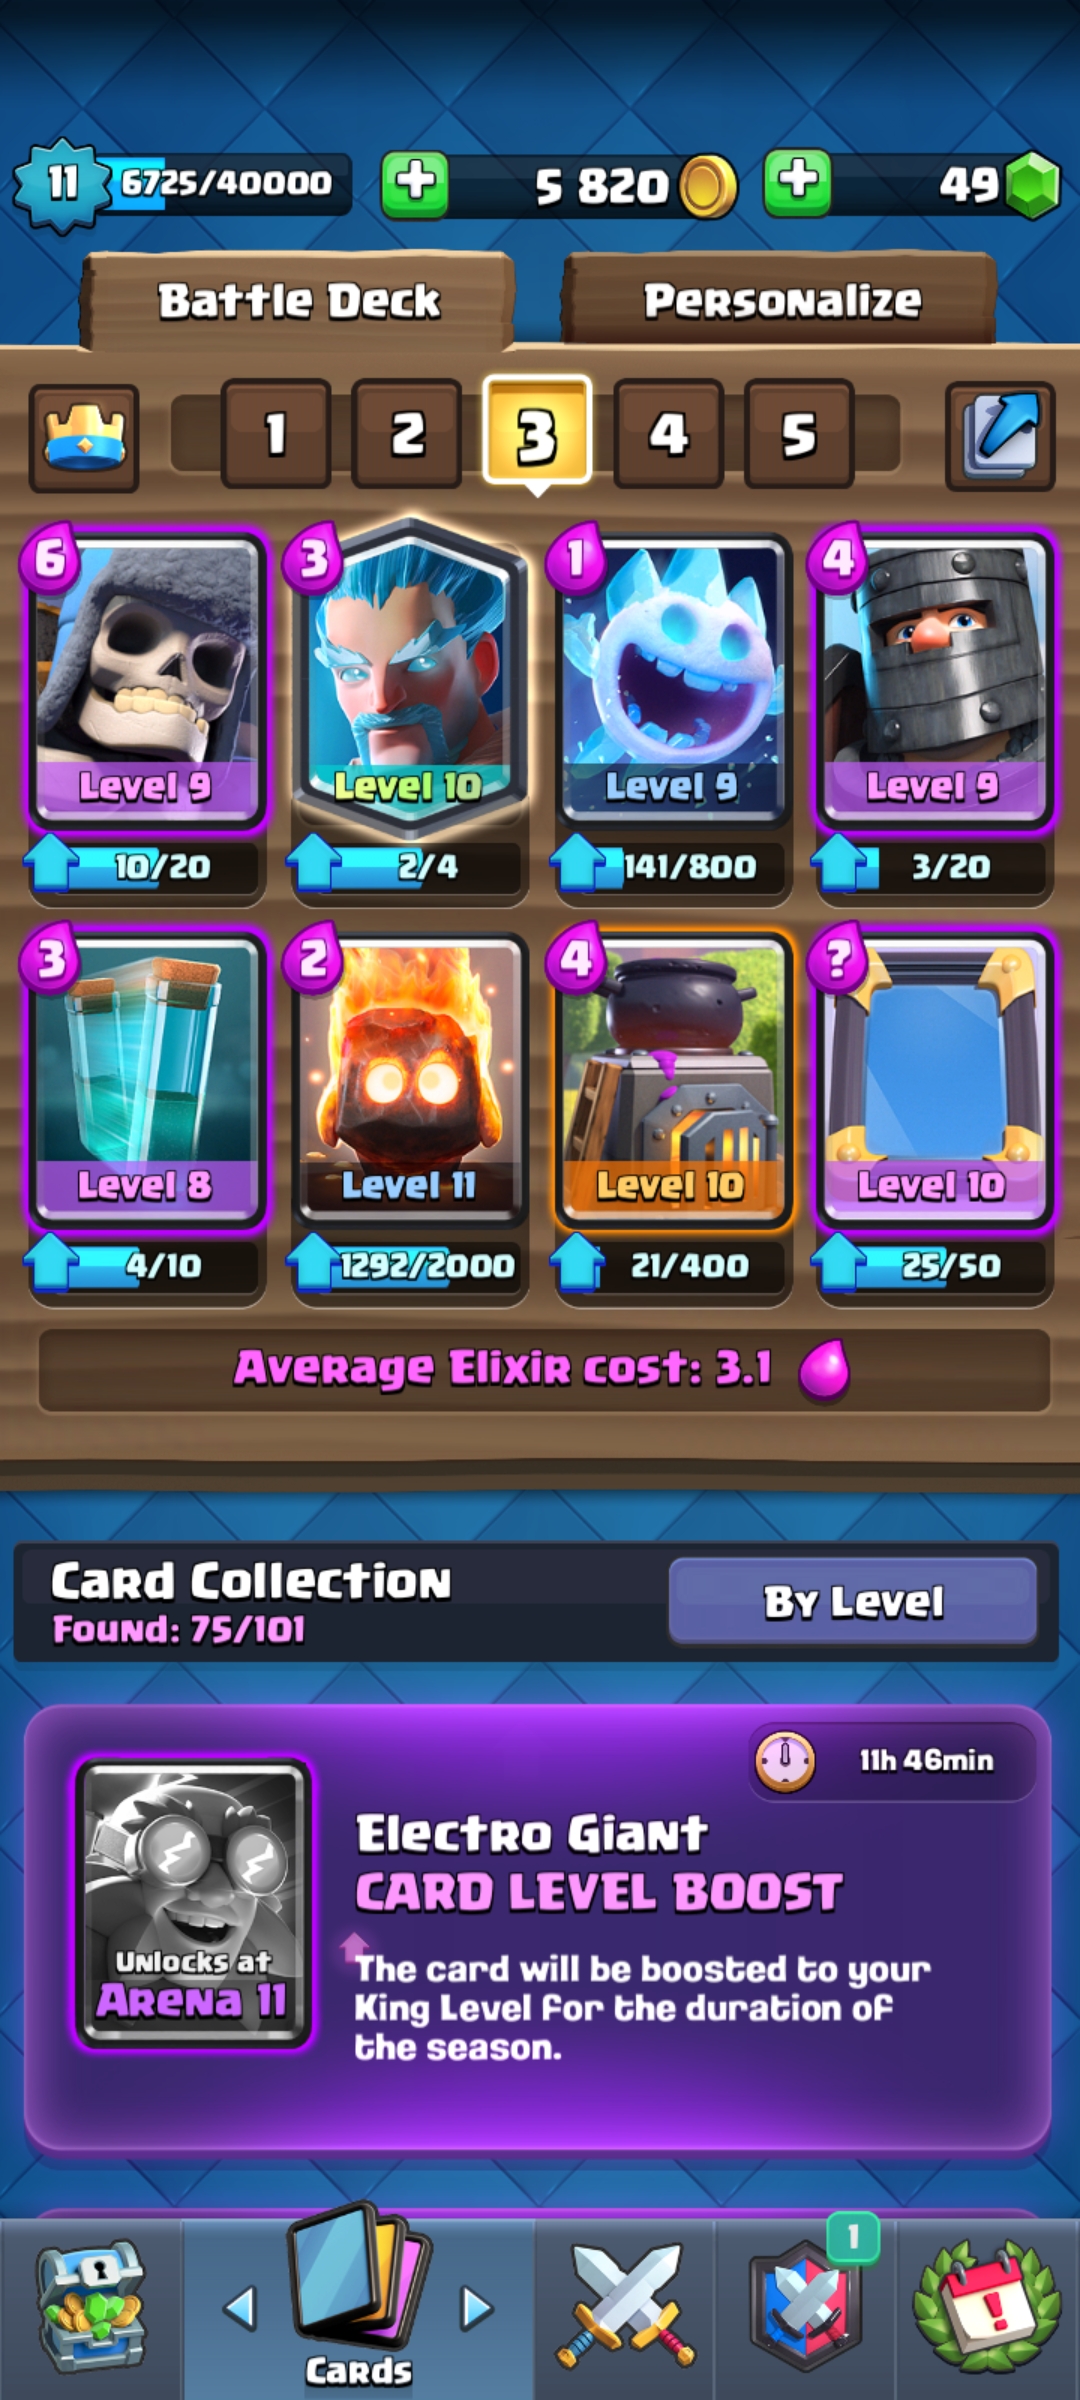 11
6725/40000
5 820
49
Battle Deck
Personalize
1
2
3
4
5
6
3
1
4
Level 9
Level 10
Level 9
Level 9
10/20
2/4
141/800
3/20
3
2
4
?
Level 8
Level 11
Level 10
Level 10
4/10
1292/2000
21/400
25/50
Average Elixir cost: 3.1
Card Collection
Found: 75/101
By Level
11h 46min
Electro Giant
CARD LEVEL BOOST
Unlocks at
Arena 11
The card will be boosted to your
King Level for the duration of
the season.
1
Cards